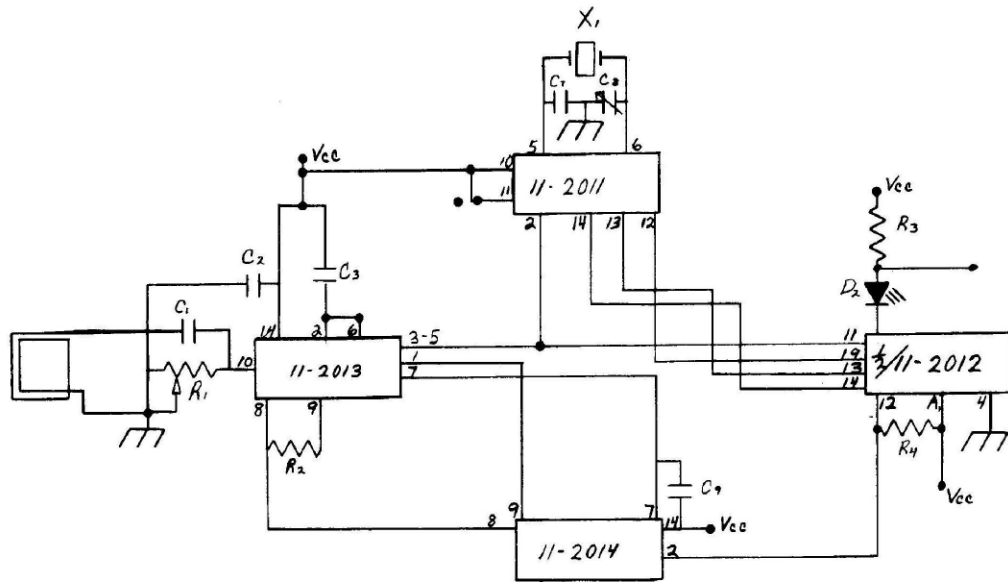 X₁
C₇ C₈
5 6
Vcc
10
11
11-2011
2 14 13 12
Vcc
R₃
C₂
C₃
D₂
C₁
14 2 6
3-5
11
10
11-2013
1
7
19
13
14
½/11-2012
R₁
8 9
12 A, 4
R₂
R₄
C₉
Vcc
8
9 7
14 Vcc
11-2014
2